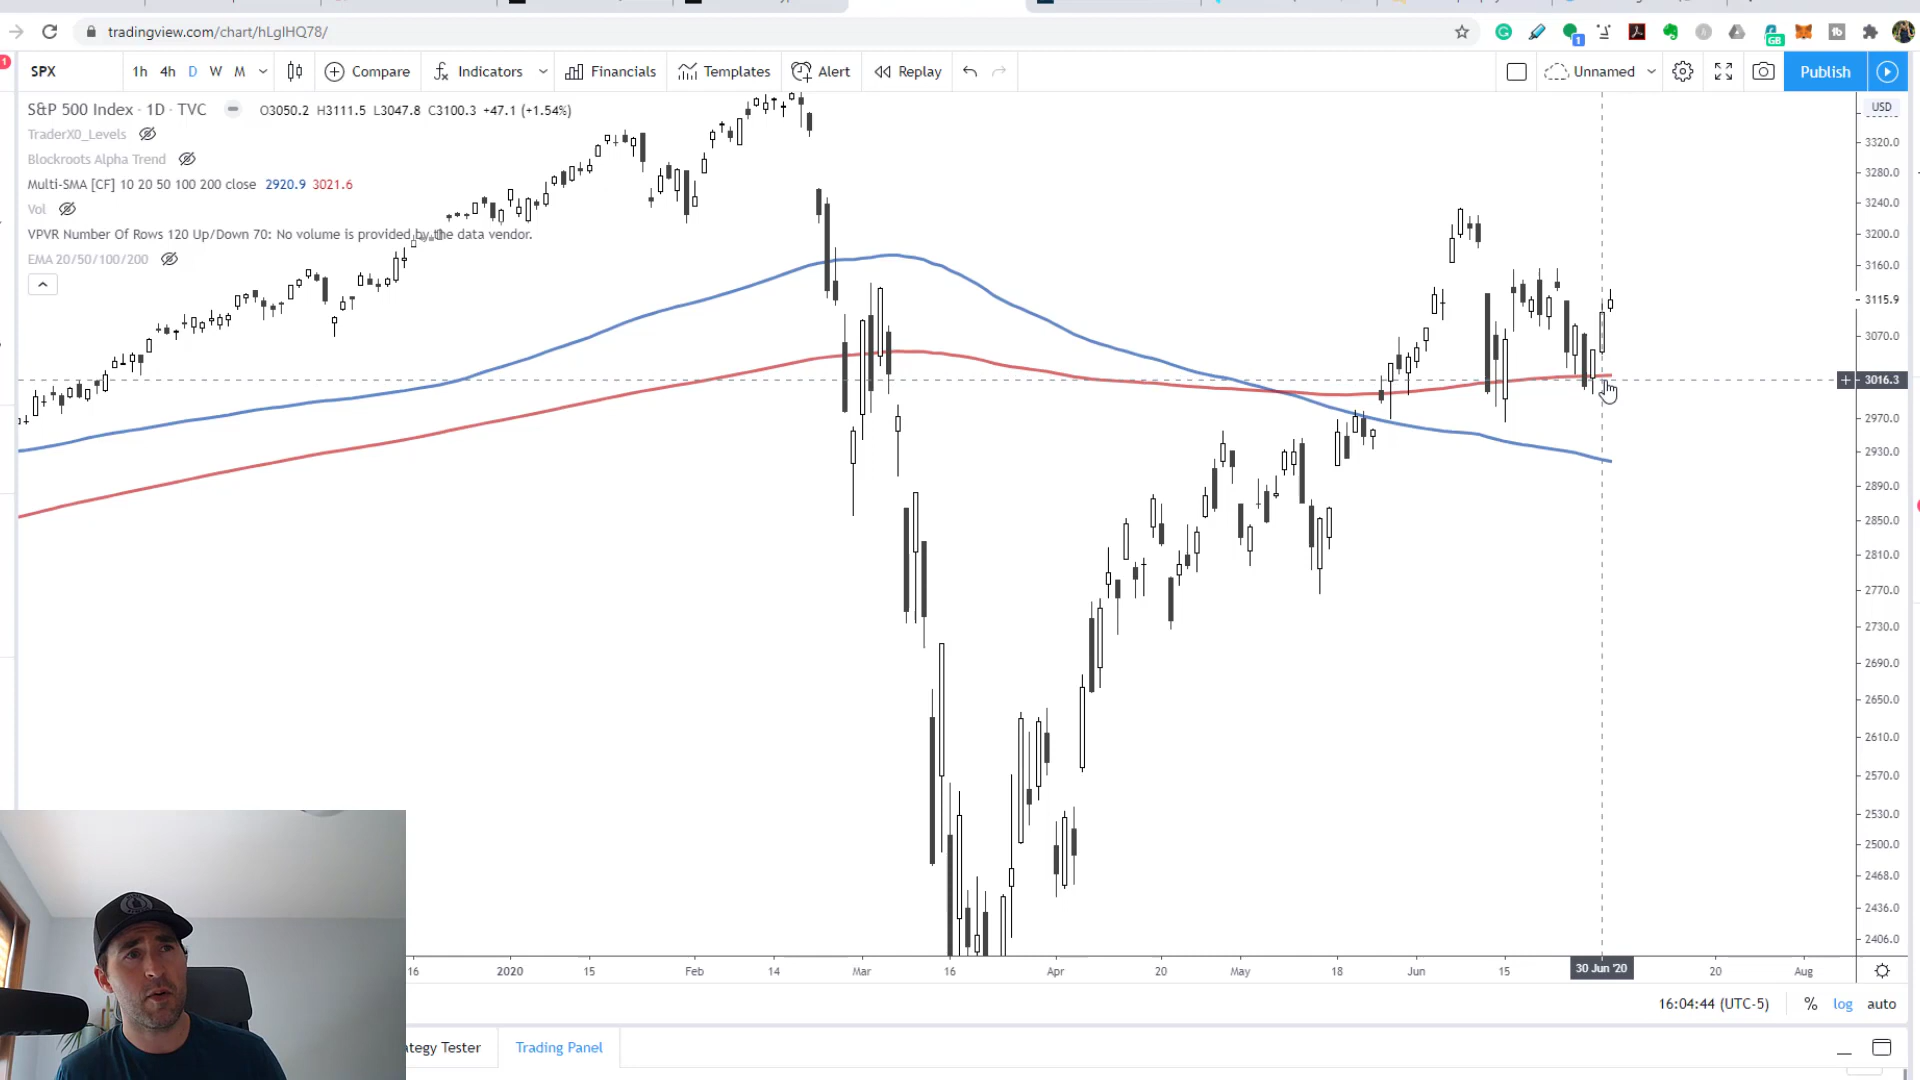 tradingview.com/chart/hLglHQ78/
1
GB
1
SPX
1h 4h D W M
Compare
Indicators
Financials
Templates
Alert
Replay
Unnamed
Publish
S&P 500 Index · 1D · TVC
O3050.2 H3111.5 L3047.8 C3100.3 +47.1 (+1.54%)
USD
TraderX0_Levels
Blockroots Alpha Trend
Multi-SMA [CF] 10 20 50 100 200 close 2920.9 3021.6
Vol
VPVR Number Of Rows 120 Up/Down 70: No volume is provided by the data vendor.
EMA 20/50/100/200
3320.0
3280.0
3240.0
3200.0
3160.0
3115.9
3070.0
3016.3
2970.0
2930.0
2890.0
2850.0
2810.0
2770.0
2730.0
2690.0
2650.0
2610.0
2570.0
2530.0
2500.0
2468.0
2436.0
2406.0
16 2020 15 Feb 14 Mar 16 Apr 20 May 18 Jun 15 30 Jun '20 20 Aug
16:04:44 (UTC-5) % log auto
ategy Tester
Trading Panel